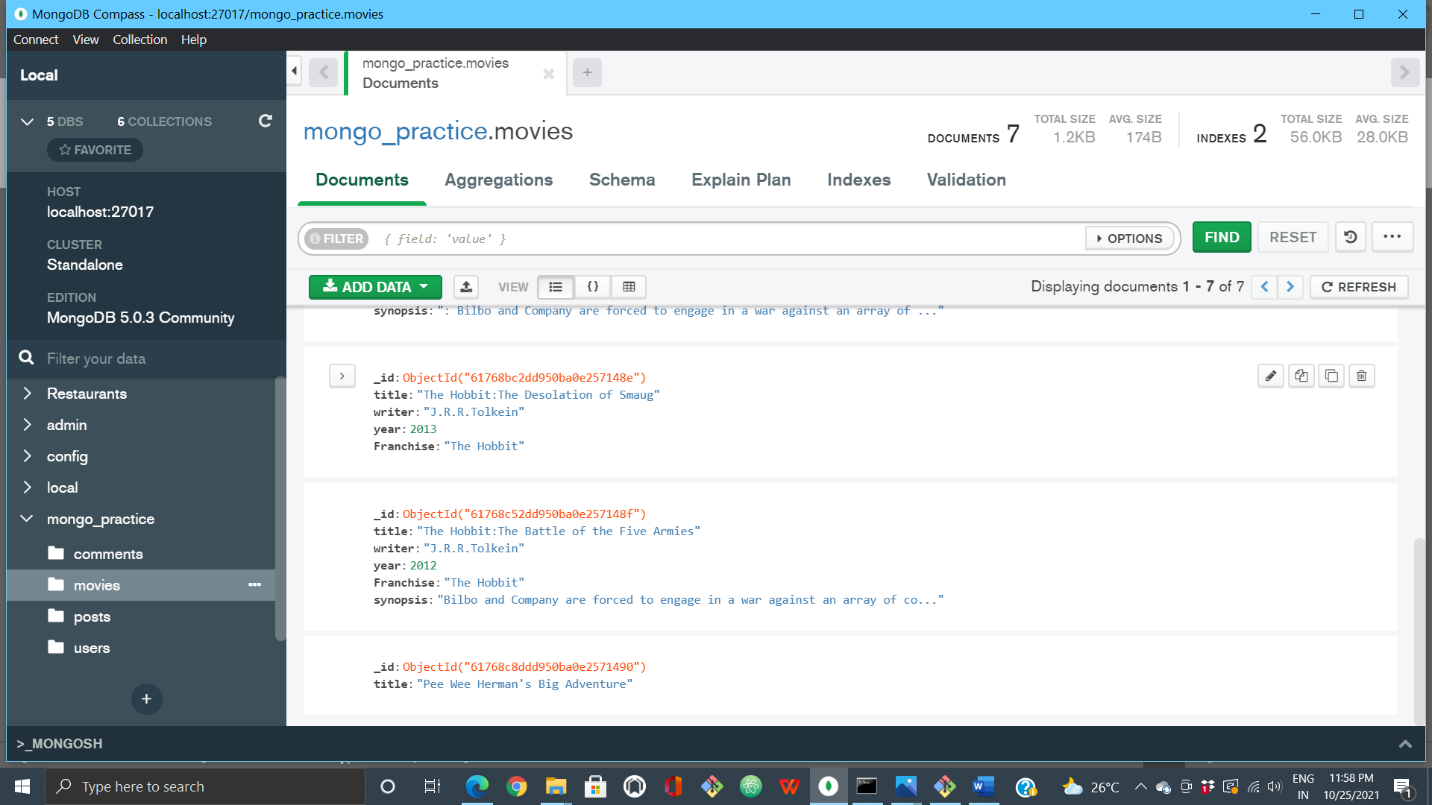 MongoDB Compass - localhost:27017/mongo_practice.movies
Connect View Collection Help
Local
5 DBS 6 COLLECTIONS
FAVORITE
HOST
localhost:27017
CLUSTER
Standalone
EDITION
MongoDB 5.0.3 Community
Filter your data
Restaurants
admin
config
local
mongo_practice
comments
movies
posts
users
+
mongo_practice.movies
Documents
+
mongo_practice.movies
DOCUMENTS 7
TOTAL SIZE
1.2KB
AVG. SIZE
174B
INDEXES 2
TOTAL SIZE
56.0KB
AVG. SIZE
28.0KB
Documents Aggregations Schema Explain Plan Indexes Validation
FILTER { field: 'value' } OPTIONS FIND RESET
ADD DATA VIEW {} Displaying documents 1 - 7 of 7 REFRESH
synopsis: ": Bilbo and Company are forced to engage in a war against an array of ..."
_id: ObjectId("61768bc2dd950ba0e257148e")
title: "The Hobbit:The Desolation of Smaug"
writer: "J.R.R.Tolkein"
year: 2013
Franchise: "The Hobbit"
_id: ObjectId("61768c52dd950ba0e257148f")
title: "The Hobbit:The Battle of the Five Armies"
writer: "J.R.R.Tolkein"
year: 2012
Franchise: "The Hobbit"
synopsis: "Bilbo and Company are forced to engage in a war against an array of co..."
_id: ObjectId("61768c8ddd950ba0e2571490")
title: "Pee Wee Herman's Big Adventure"
>_MONGOSH
Type here to search
26°C
ENG
IN
11:58 PM
10/25/2021
1